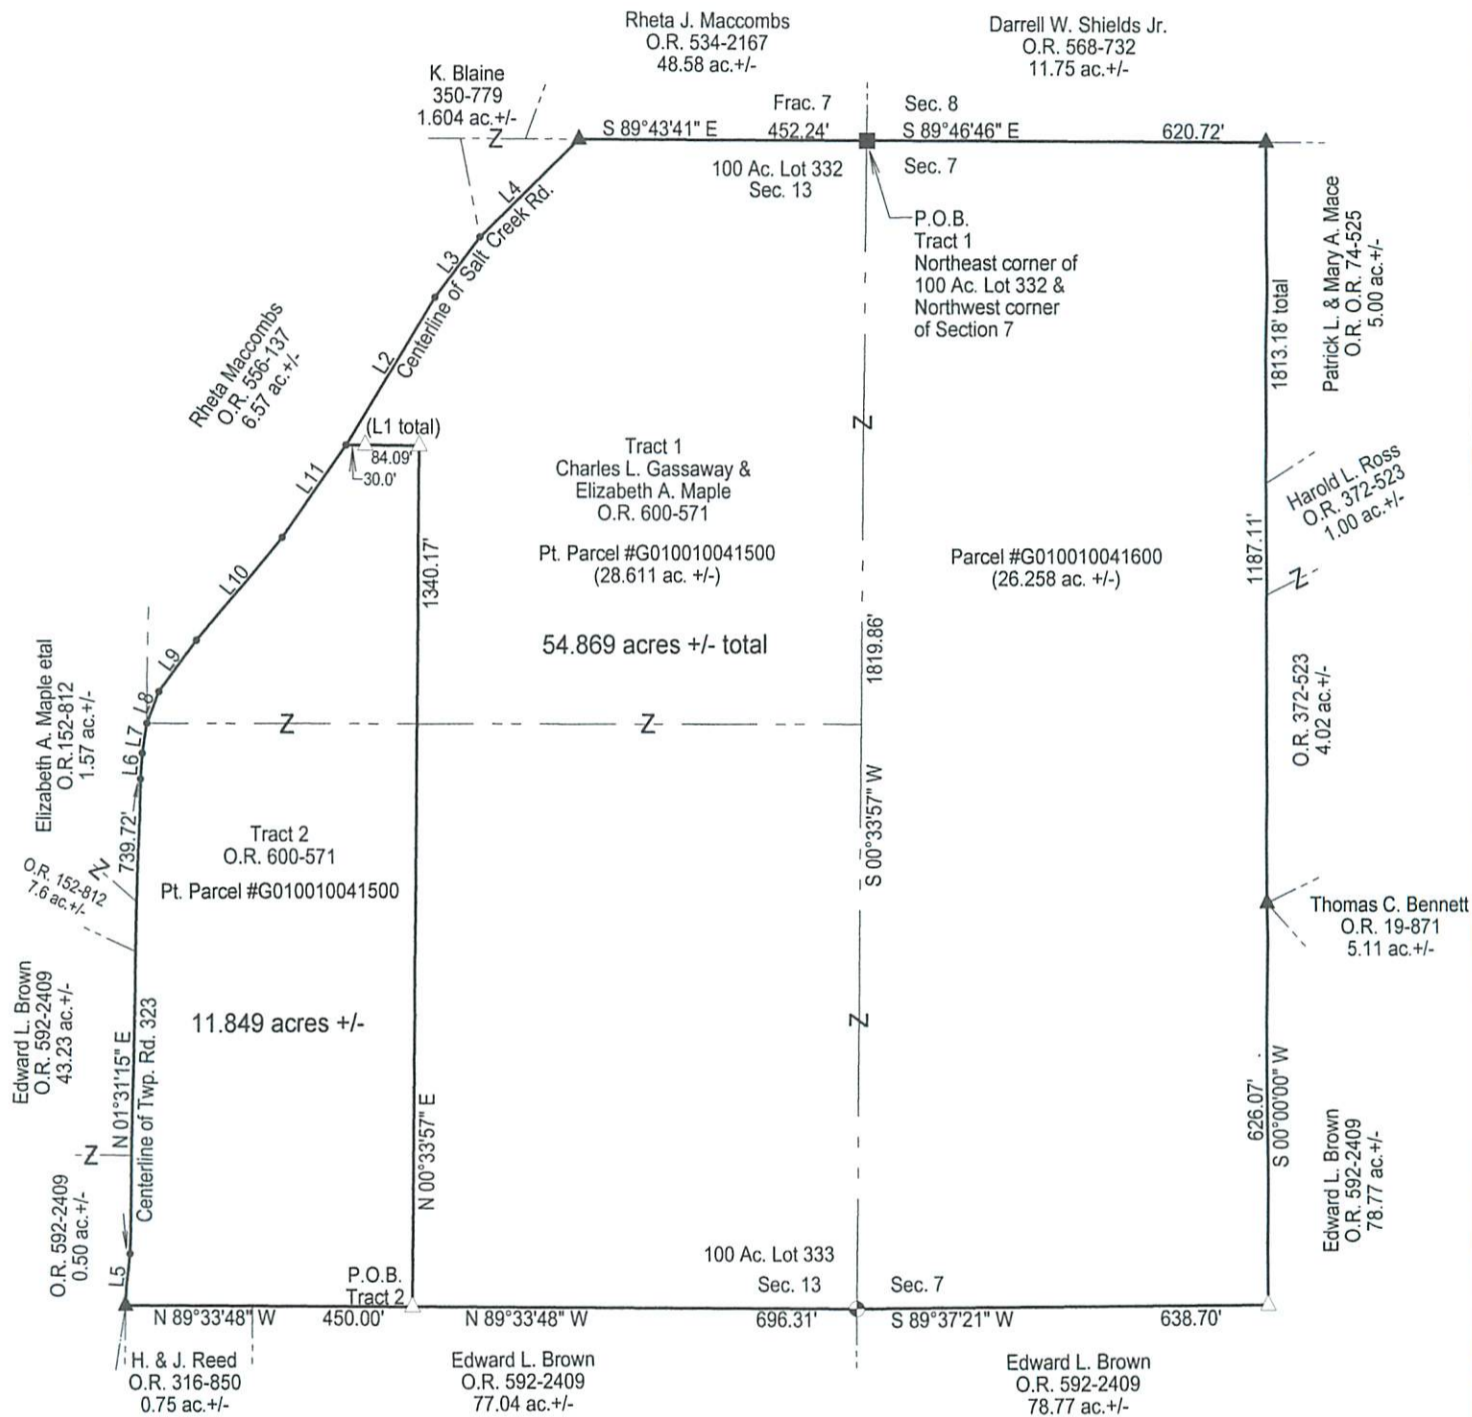 Rheta J. Maccombs
O.R. 534-2167
48.58 ac.+/-
Darrell W. Shields Jr.
O.R. 568-732
11.75 ac.+/-
K. Blaine
350-779
1.604 ac.+/-
Z
Frac. 7
Sec. 8
S 89°43'41" E
452.24'
S 89°46'46" E
620.72'
100 Ac. Lot 332
Sec. 13
Sec. 7
P.O.B.
Tract 1
Northeast corner of
100 Ac. Lot 332 &
Northwest corner
of Section 7
L4
L3
L2
Centerline of Salt Creek Rd.
Patrick L. & Mary A. Mace
O.R. O.R. 74-525
5.00 ac.+/-
1813.18' total
Rheta Maccombs
O.R. 556-137
6.57 ac.+/-
(L1 total)
84.09'
30.0'
L11
L10
L9
L8
L7
L6
Z
Tract 1
Charles L. Gassaway &
Elizabeth A. Maple
O.R. 600-571
Pt. Parcel #G010010041500
(28.611 ac. +/-)
54.869 acres +/- total
Parcel #G010010041600
(26.258 ac. +/-)
1340.17'
1819.86'
S 00°33'57" W
1187.11'
Harold L. Ross
O.R. 372-523
1.00 ac.+/-
Z
O.R. 372-523
4.02 ac.+/-
Elizabeth A. Maple etal
O.R.152-812
1.57 ac.+/-
Z
Z
739.72'
Z
O.R. 152-812
7.6 ac.+/-
Tract 2
O.R. 600-571
Pt. Parcel #G010010041500
11.849 acres +/-
Thomas C. Bennett
O.R. 19-871
5.11 ac.+/-
Z
Edward L. Brown
O.R. 592-2409
43.23 ac.+/-
N 01°31'15" E
Centerline of Twp. Rd. 323
Z
N 00°33'57" E
626.07'
S 00°00'00" W
Edward L. Brown
O.R. 592-2409
78.77 ac.+/-
O.R. 592-2409
0.50 ac.+/-
L5
P.O.B.
Tract 2
100 Ac. Lot 333
Sec. 13
Sec. 7
N 89°33'48" W
450.00'
N 89°33'48" W
696.31'
S 89°37'21" W
638.70'
H. & J. Reed
O.R. 316-850
0.75 ac.+/-
Edward L. Brown
O.R. 592-2409
77.04 ac.+/-
Edward L. Brown
O.R. 592-2409
78.77 ac.+/-